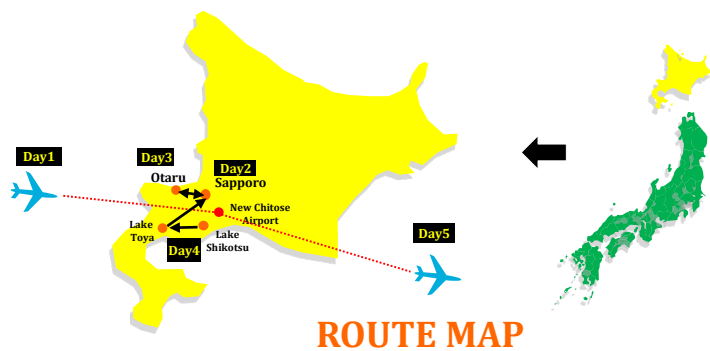 Day1
Day3
Day2
Otaru
Sapporo
New Chitose
Airport
Lake
Toya
Lake
Shikotsu
Day4
Day5
ROUTE MAP